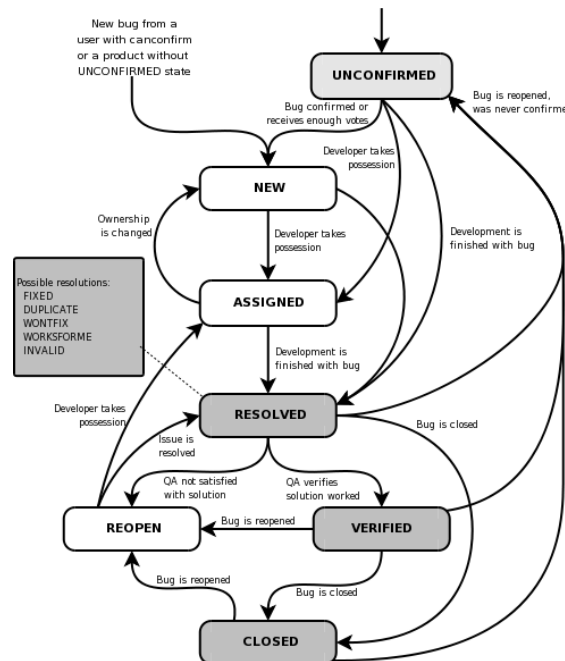 New bug from a
user with canconfirm
or a product without
UNCONFIRMED state
UNCONFIRMED
Bug is reopened,
was never confirme
Bug confirmed or
receives enough votes
Developer takes
possession
NEW
Ownership
is changed
Developer takes
possession
Development is
finished with bug
Possible resolutions:
FIXED
DUPLICATE
WONTFIX
WORKSFORME
INVALID
ASSIGNED
Development is
finished with bug
Developer takes
possession
RESOLVED
Issue is
resolved
Bug is closed
QA not satisfied
with solution
QA verifies
solution worked
REOPEN
Bug is reopened
VERIFIED
Bug is reopened
Bug is closed
CLOSED